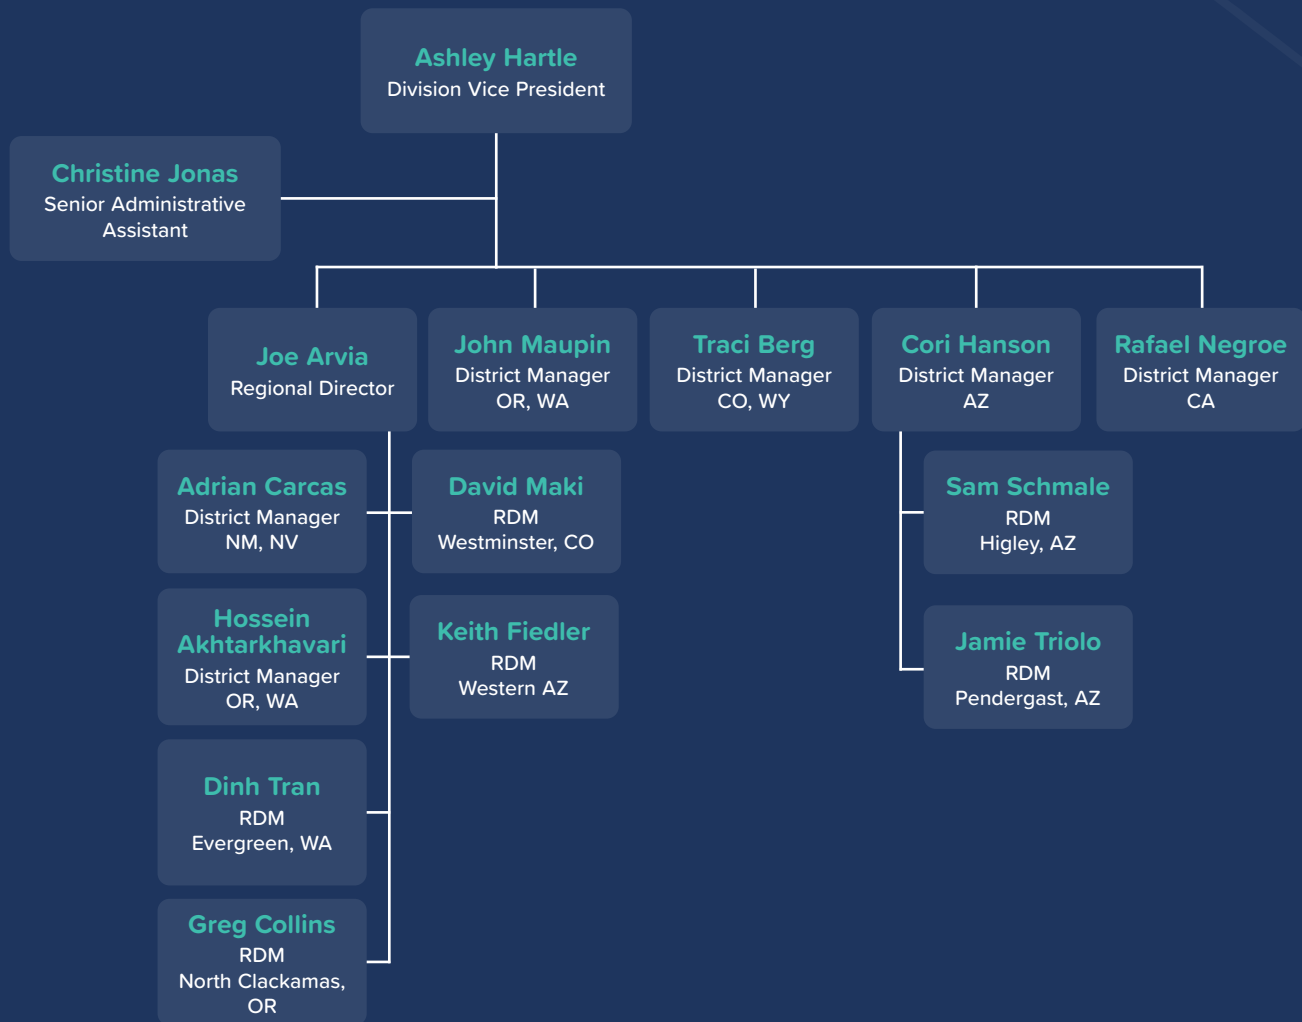 Ashley Hartle
Division Vice President
Christine Jonas
Senior Administrative
Assistant
Joe Arvia
Regional Director
John Maupin
District Manager
OR, WA
Traci Berg
District Manager
CO, WY
Cori Hanson
District Manager
AZ
Rafael Negroe
District Manager
CA
Adrian Carcas
District Manager
NM, NV
David Maki
RDM
Westminster, CO
Sam Schmale
RDM
Higley, AZ
Hossein
Akhtarkhavari
District Manager
OR, WA
Keith Fiedler
RDM
Western AZ
Jamie Triolo
RDM
Pendergast, AZ
Dinh Tran
RDM
Evergreen, WA
Greg Collins
RDM
North Clackamas,
OR